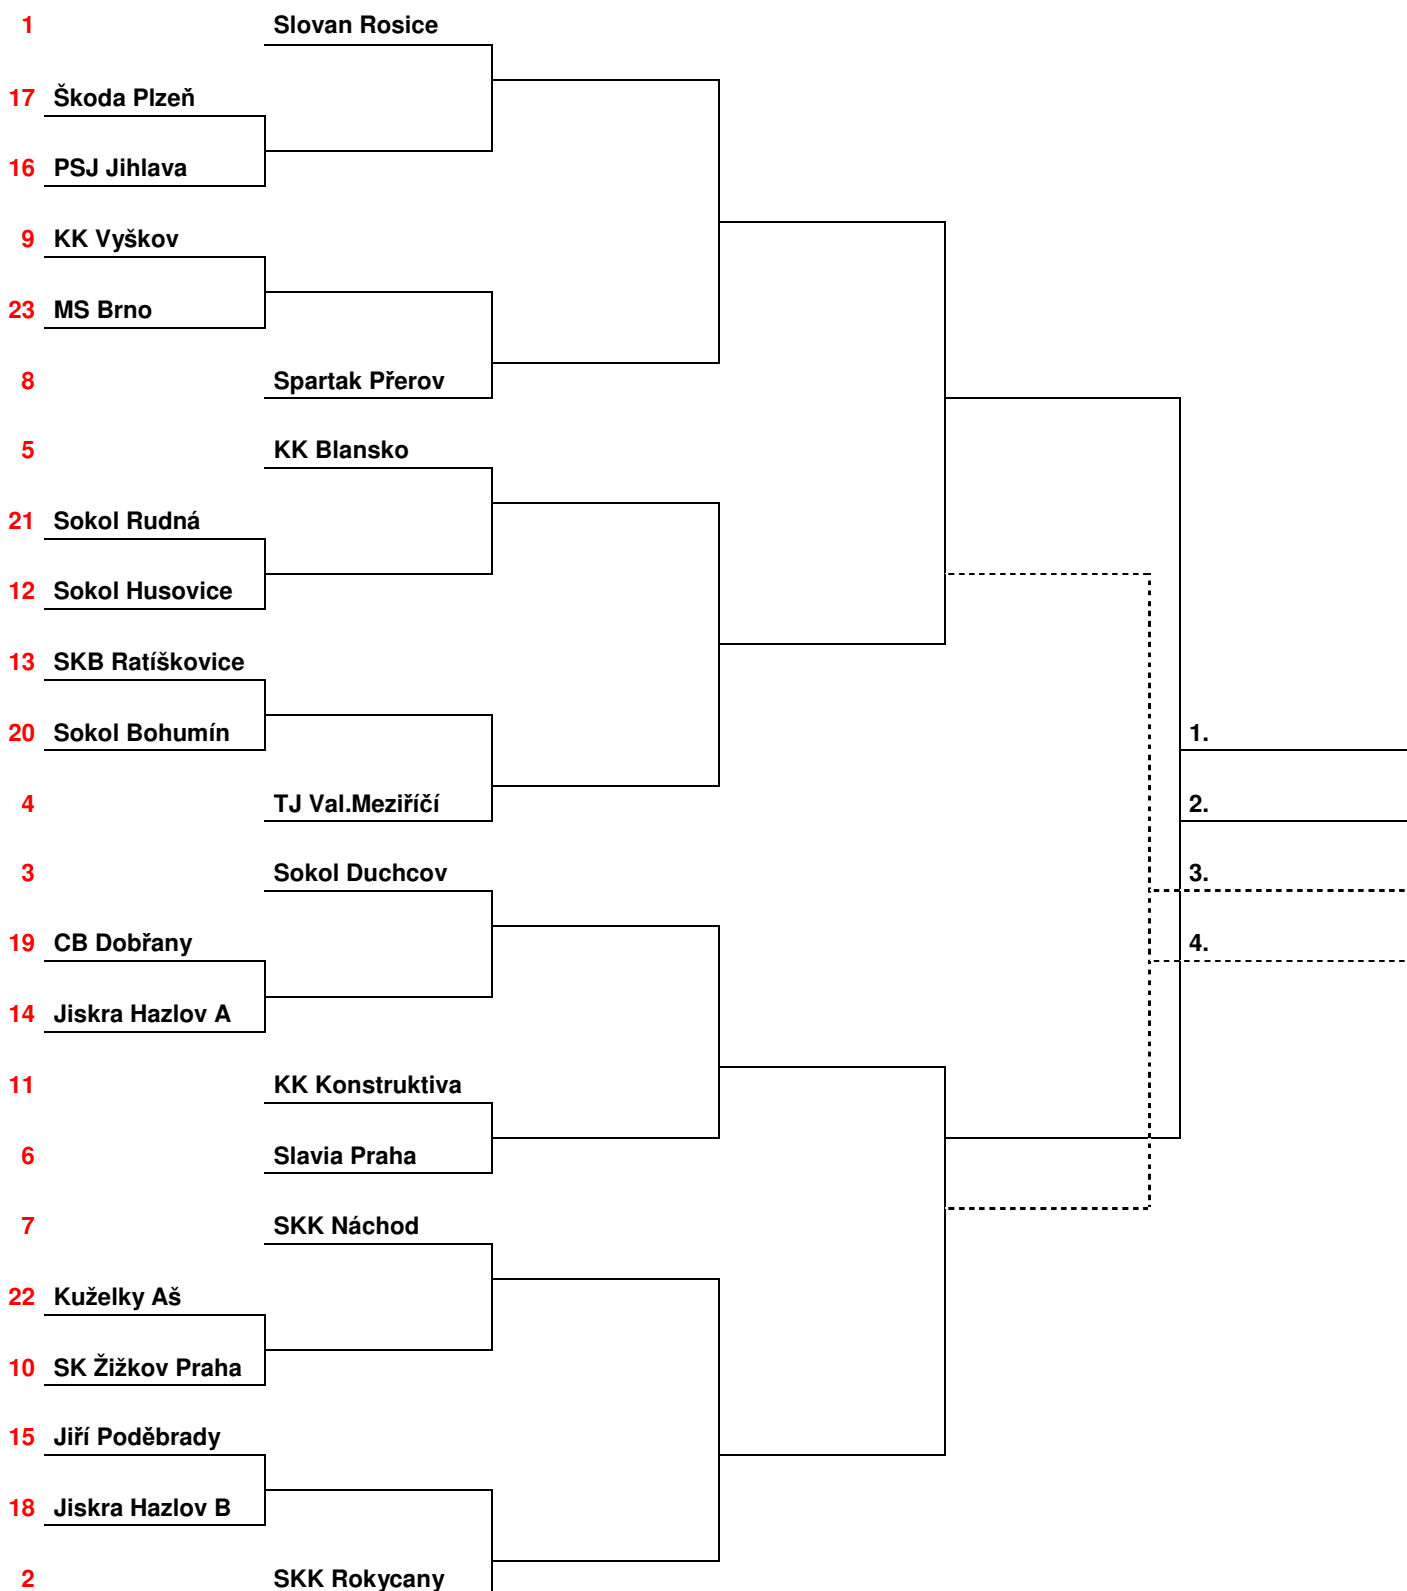 1 Slovan Rosice
17 Škoda Plzeň
16 PSJ Jihlava
9 KK Vyškov
23 MS Brno
8 Spartak Přerov
5 KK Blansko
21 Sokol Rudná
12 Sokol Husovice
13 SKB Ratíškovice
20 Sokol Bohumín 1.
4 TJ Val.Meziříčí 2.
3 Sokol Duchcov 3.
19 CB Dobřany 4.
14 Jiskra Hazlov A
11 KK Konstruktiva
6 Slavia Praha
7 SKK Náchod
22 Kuželky Aš
10 SK Žižkov Praha
15 Jiří Poděbrady
18 Jiskra Hazlov B
2 SKK Rokycany